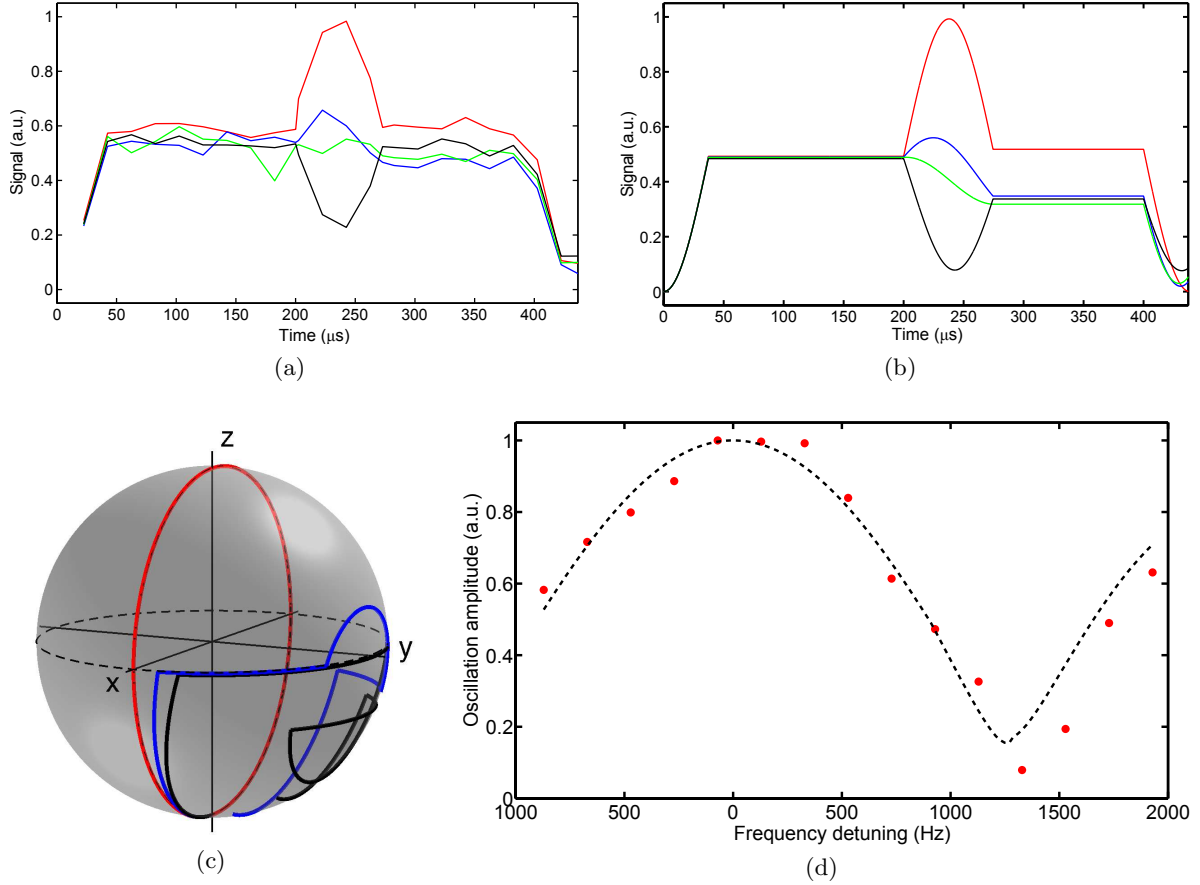 1
0.8
0.6
0.4
0.2
0
Signal (a.u.)
0 50 100 150 200 250 300 350 400
Time (μs)
(a)
1
0.8
0.6
0.4
0.2
0
Signal (a.u.)
0 50 100 150 200 250 300 350 400
Time (μs)
(b)
z
y
x
(c)
1
0.8
0.6
0.4
0.2
0
Oscillation amplitude (a.u.)
1000 500 0 500 1000 1500 2000
Frequency detuning (Hz)
(d)